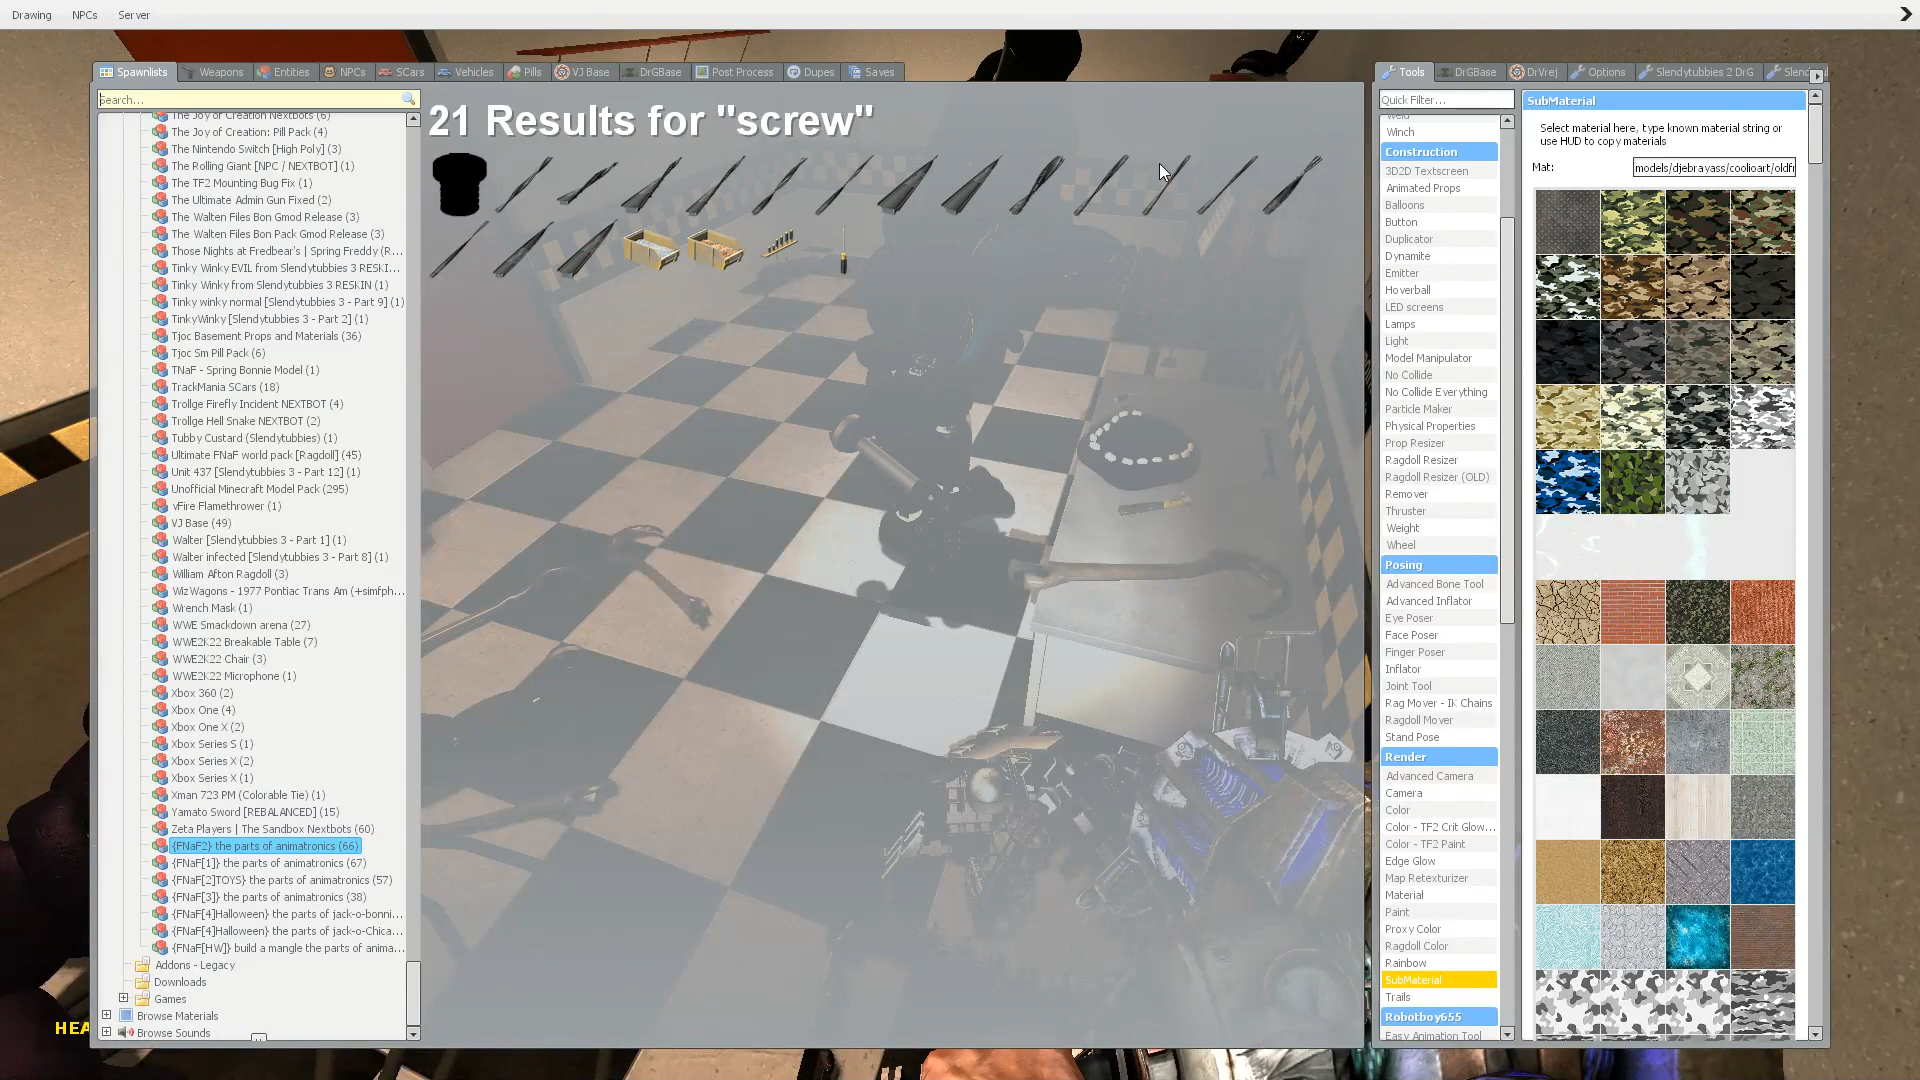 Drawing NPCs Server
Spawnlists Weapons Entities NPCs SCars Vehicles Pills VJ Base DrGBase Post Process Dupes Saves
Search...
21 Results for "screw"
The Joy of Creation Nextbots (6)
The Joy of Creation: Pill Pack (4)
The Nintendo Switch [High Poly] (3)
The Rolling Giant [NPC / NEXTBOT] (1)
The TF2 Mounting Bug Fix (1)
The Ultimate Admin Gun Fixed (2)
The Walten Files Bon Gmod Release (3)
The Walten Files Bon Pack Gmod Release (3)
Those Nights at Fredbear's | Spring Freddy (R...
Tinky Winky EVIL from Slendytubbies 3 RESKI...
Tinky Winky from Slendytubbies 3 RESKIN (1)
Tinky winky normal [Slendytubbies 3 - Part 9] (1)
TinkyWinky [Slendytubbies 3 - Part 2] (1)
Tjoc Basement Props and Materials (36)
Tjoc Sm Pill Pack (6)
TNaF - Spring Bonnie Model (1)
TrackMania SCars (18)
Trollge Firefly Incident NEXTBOT (4)
Trollge Hell Snake NEXTBOT (2)
Tubby Custard (Slendytubbies) (1)
Ultimate FNaF world pack [Ragdoll] (45)
Unit 437 [Slendytubbies 3 - Part 12] (1)
Unofficial Minecraft Model Pack (295)
vFire Flamethrower (1)
VJ Base (49)
Walter [Slendytubbies 3 - Part 1] (1)
Walter infected [Slendytubbies 3 - Part 8] (1)
William Afton Ragdoll (3)
WizWagons - 1977 Pontiac Trans Am (+simfph...
Wrench Mask (1)
WWE Smackdown arena (27)
WWE2K22 Breakable Table (7)
WWE2K22 Chair (3)
WWE2K22 Microphone (1)
Xbox 360 (2)
Xbox One (4)
Xbox One X (2)
Xbox Series S (1)
Xbox Series X (2)
Xbox Series X (1)
Xman 723 PM (Colorable Tie) (1)
Yamato Sword [REBALANCED] (15)
Zeta Players | The Sandbox Nextbots (60)
{FNaF2} the parts of animatronics (66)
{FNaF[1]} the parts of animatronics (67)
{FNaF[2]TOYS} the parts of animatronics (57)
{FNaF[3]} the parts of animatronics (38)
{FNaF[4]Halloween} the parts of jack-o-bonni...
{FNaF[4]Halloween} the parts of jack-o-Chica...
{FNaF[HW]} build a mangle the parts of anima...
Addons - Legacy
Downloads
Games
Browse Materials
Browse Sounds
HEA
Tools DrGBase DrVrej Options Slendytubbies 2 DrG
Quick Filter...
Weld
Winch
Construction
3D2D Textscreen
Animated Props
Balloons
Button
Duplicator
Dynamite
Emitter
Hoverball
LED screens
Lamps
Light
Model Manipulator
No Collide
No Collide Everything
Particle Maker
Physical Properties
Prop Resizer
Ragdoll Resizer
Ragdoll Resizer (OLD)
Remover
Thruster
Weight
Wheel
Posing
Advanced Bone Tool
Advanced Inflator
Eye Poser
Face Poser
Finger Poser
Inflator
Joint Tool
Rag Mover - IK Chains
Ragdoll Mover
Stand Pose
Render
Advanced Camera
Camera
Color
Color - TF2 Crit Glow...
Color - TF2 Paint
Edge Glow
Map Retexturizer
Material
Paint
Proxy Color
Ragdoll Color
Rainbow
SubMaterial
Trails
Robotboy655
Easy Animation Tool
SubMaterial
Select material here, type known material string or
use HUD to copy materials
Mat: models/djebrayass/coolioart/oldfr